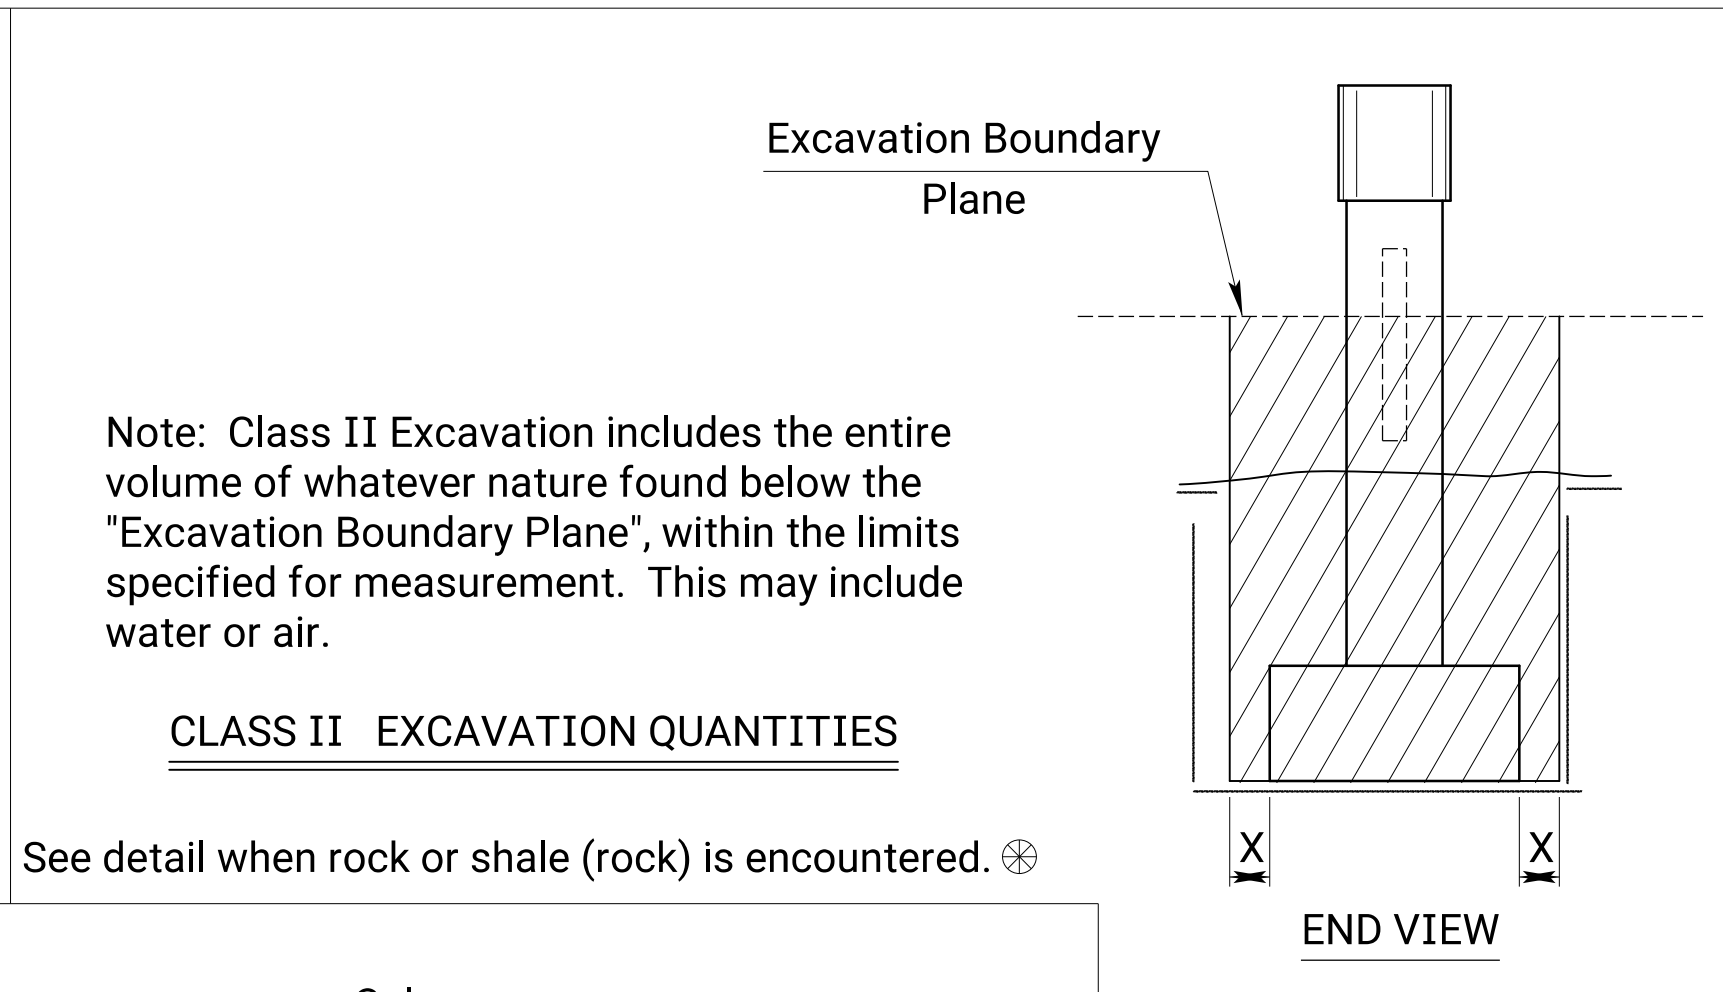 Excavation Boundary
Plane
Note:  Class II Excavation includes the entire
volume of whatever nature found below the
"Excavation Boundary Plane", within the limits
specified for measurement.  This may include
water or air.
CLASS II   EXCAVATION QUANTITIES
See detail when rock or shale (rock) is encountered.
X
X
END VIEW